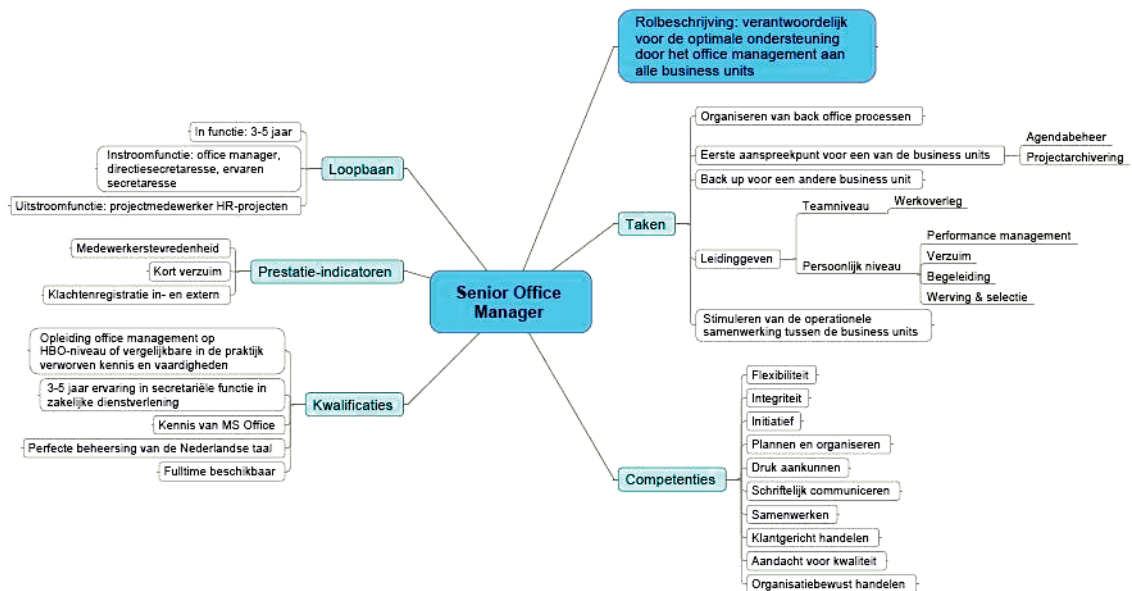 Rolbeschrijving: verantwoordelijk
voor de optimale ondersteuning
door het office management aan
alle business units
In functie: 3-5 jaar
Instroomfunctie: office manager,
directiesecretaresse, ervaren
secretaresse
Uitstroomfunctie: projectmedewerker HR-projecten
Loopbaan
Medewerkerstevredenheid
Kort verzuim
Klachtenregistratie in- en extern
Prestatie-indicatoren
Opleiding office management op
HBO-niveau of vergelijkbare in de praktijk
verworven kennis en vaardigheden
3-5 jaar ervaring in secretariële functie in
zakelijke dienstverlening
Kennis van MS Office
Perfecte beheersing van de Nederlandse taal
Fulltime beschikbaar
Kwalificaties
Senior Office
Manager
Taken
Organiseren van back office processen
Eerste aanspreekpunt voor een van de business units
Agendabeheer
Projectarchivering
Back up voor een andere business unit
Leidinggeven
Teamniveau
Werkoverleg
Persoonlijk niveau
Performance management
Verzuim
Begeleiding
Werving & selectie
Stimuleren van de operationele
samenwerking tussen de business units
Competenties
Flexibiliteit
Integriteit
Initiatief
Plannen en organiseren
Druk aankunnen
Schriftelijk communiceren
Samenwerken
Klantgericht handelen
Aandacht voor kwaliteit
Organisatiebewust handelen